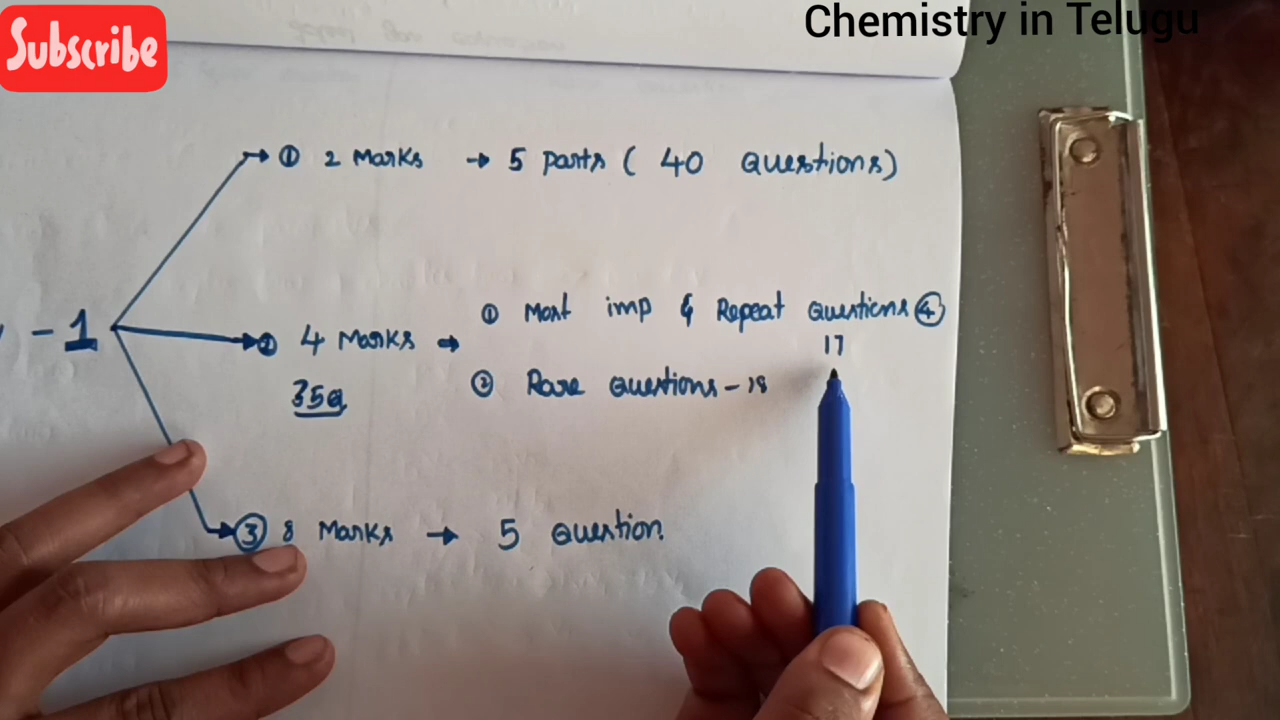 Subscribe
Chemistry in Telugu
① 2 Marks → 5 parts ( 40 Questions)
- 1
② 4 Marks →
35Q
① Most imp & Repeat Questions ④
17
② Rare Questions - 18
③ 8 Marks → 5 Question